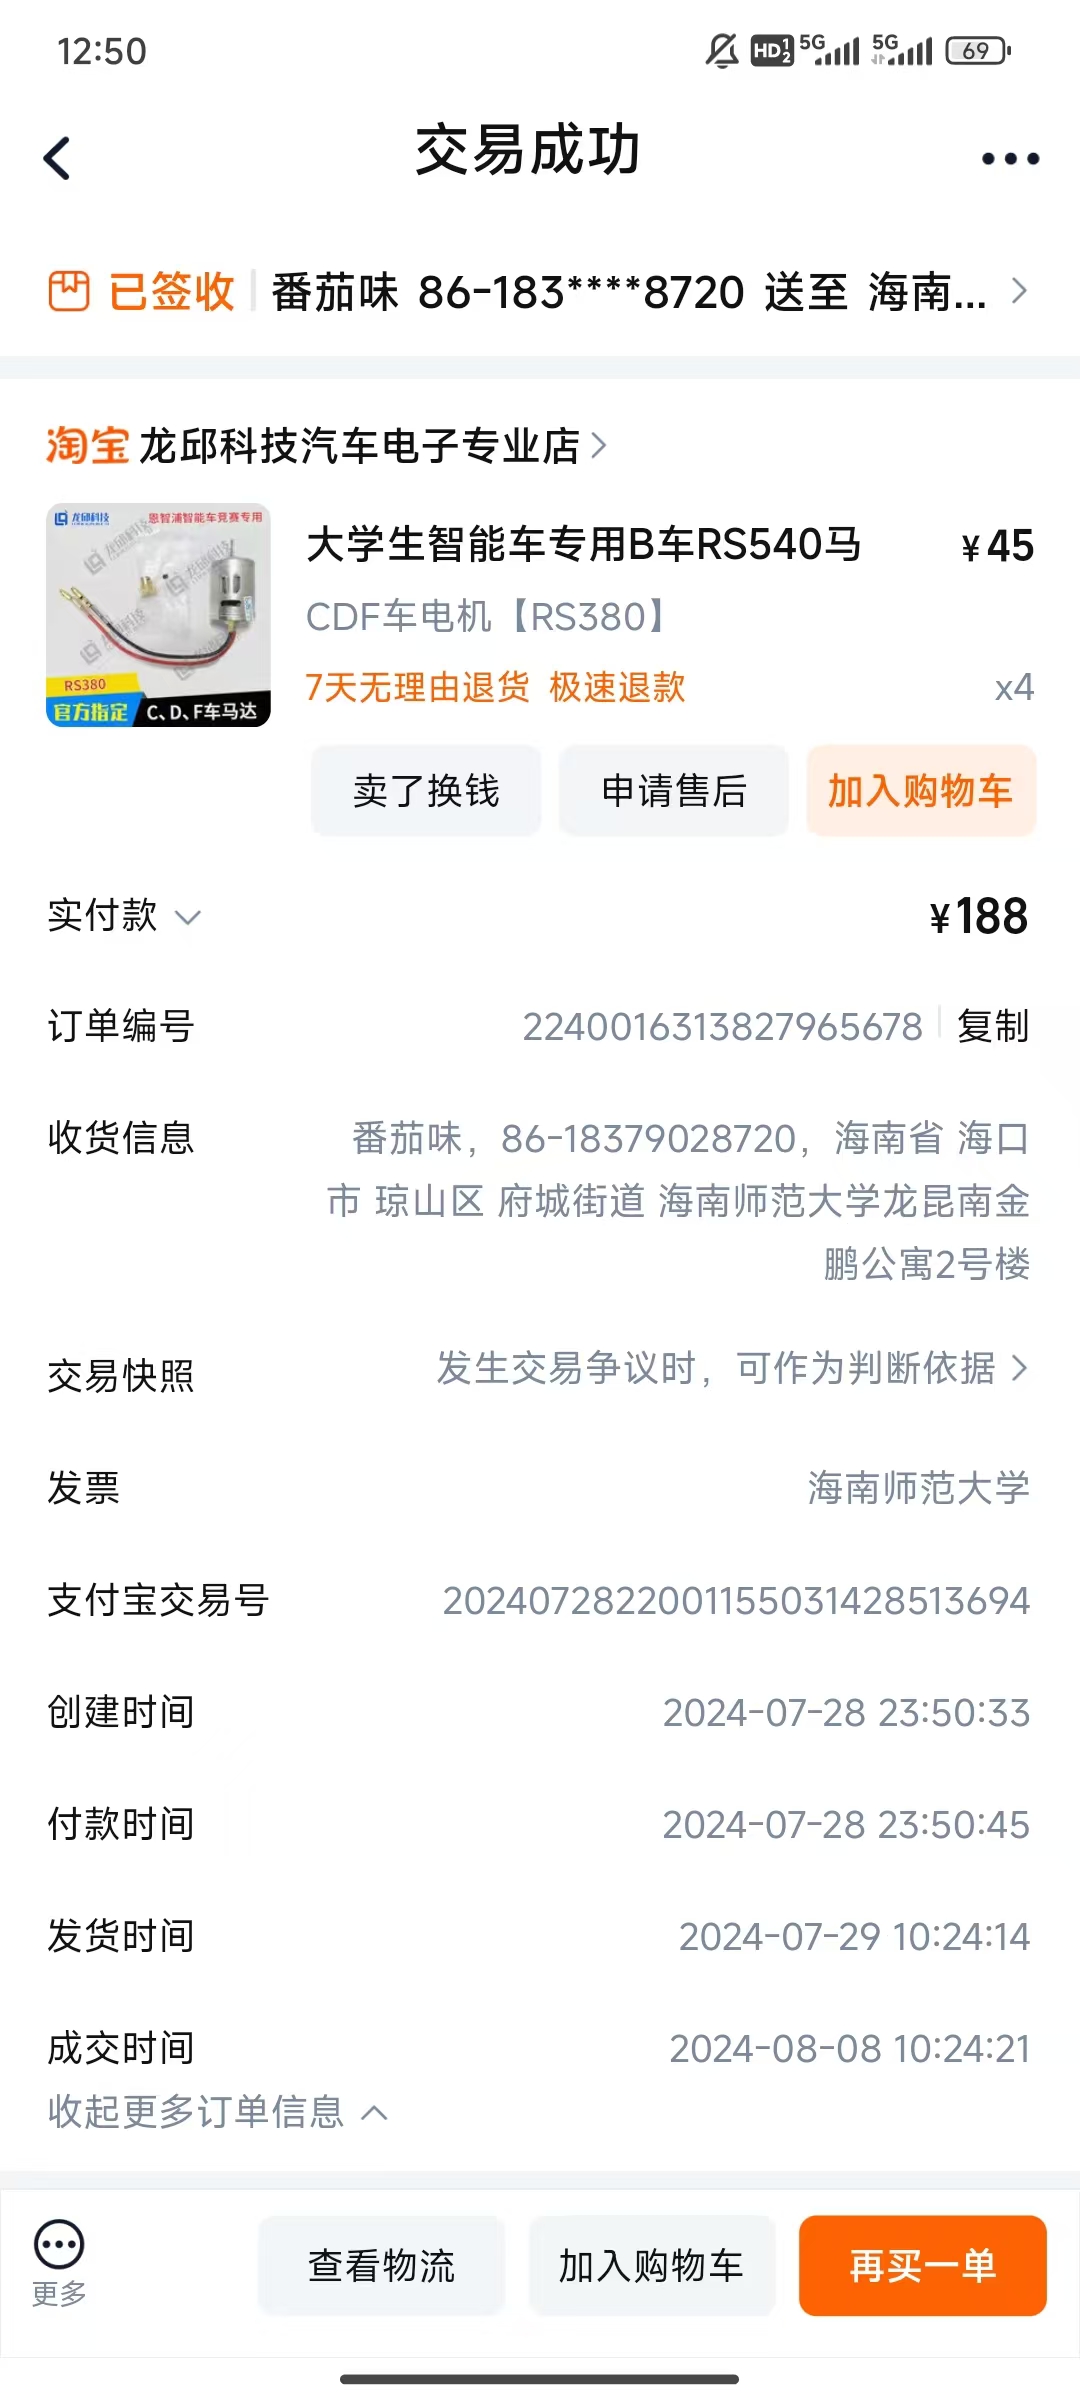 12:50
HD 1 2 5G 5G 69
交易成功
已签收 番茄味 86-183****8720 送至 海南...
淘宝 龙邱科技汽车电子专业店
龙邱科技 恩智浦智能车竞赛专用
RS380
官方指定 C、D、F车马达
大学生智能车专用B车RS540马 ¥45
CDF车电机【RS380】
7天无理由退货 极速退款 x4
卖了换钱 申请售后 加入购物车
实付款 ¥188
订单编号 2240016313827965678 复制
收货信息 番茄味，86-18379028720，海南省 海口
市 琼山区 府城街道 海南师范大学龙昆南金
鹏公寓2号楼
交易快照 发生交易争议时，可作为判断依据
发票 海南师范大学
支付宝交易号 2024072822001155031428513694
创建时间 2024-07-28 23:50:33
付款时间 2024-07-28 23:50:45
发货时间 2024-07-29 10:24:14
成交时间 2024-08-08 10:24:21
收起更多订单信息
更多 查看物流 加入购物车 再买一单